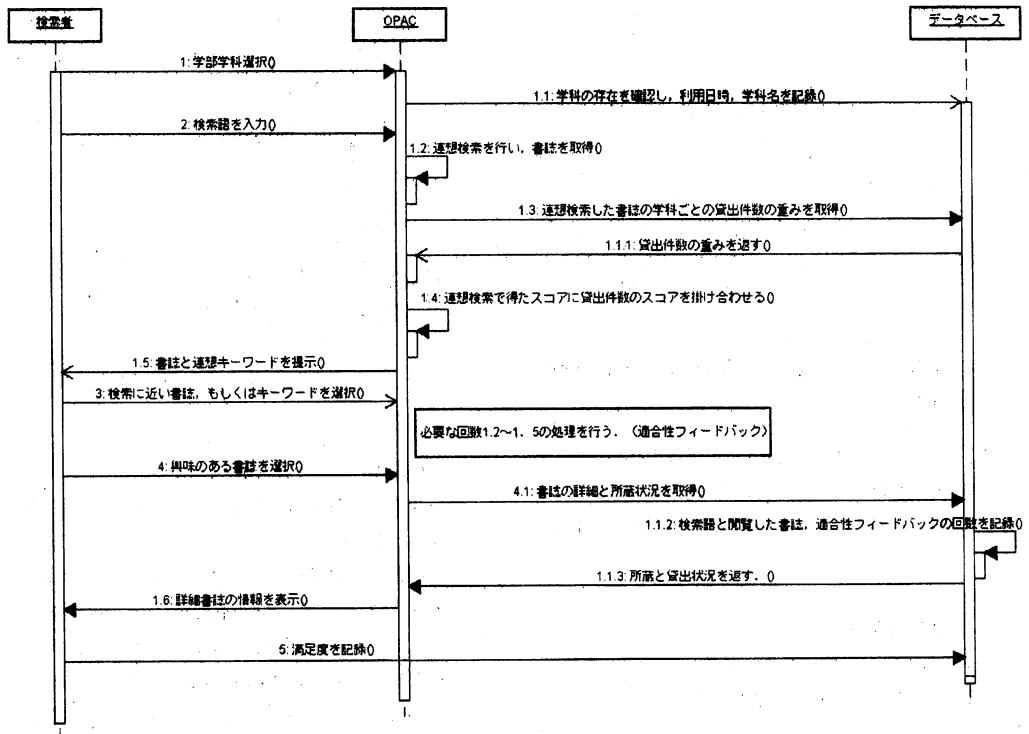 検索者
OPAC
データベース
1: 学部学科選択()
1.1: 学科の存在を確認し，利用日時，学科名を記録()
2: 検索語を入力()
1.2: 連想検索を行い，書誌を取得()
1.3: 連想検索した書誌の学科ごとの貸出件数の重みを取得()
1.1.1: 貸出件数の重みを返す()
1.4: 連想検索で得たスコアに貸出件数のスコアを掛け合わせる()
1.5: 書誌と連想キーワードを提示()
3: 検索に近い書誌，もしくはキーワードを選択()
必要な回数1.2～1．5の処理を行う．（適合性フィードバック）
4: 興味のある書誌を選択()
4.1: 書誌の詳細と所蔵状況を取得()
1.1.2: 検索語と閲覧した書誌，適合性フィードバックの回数を記録()
1.1.3: 所蔵と貸出状況を返す．()
1.6: 詳細書誌の情報を表示()
5: 満足度を記録()